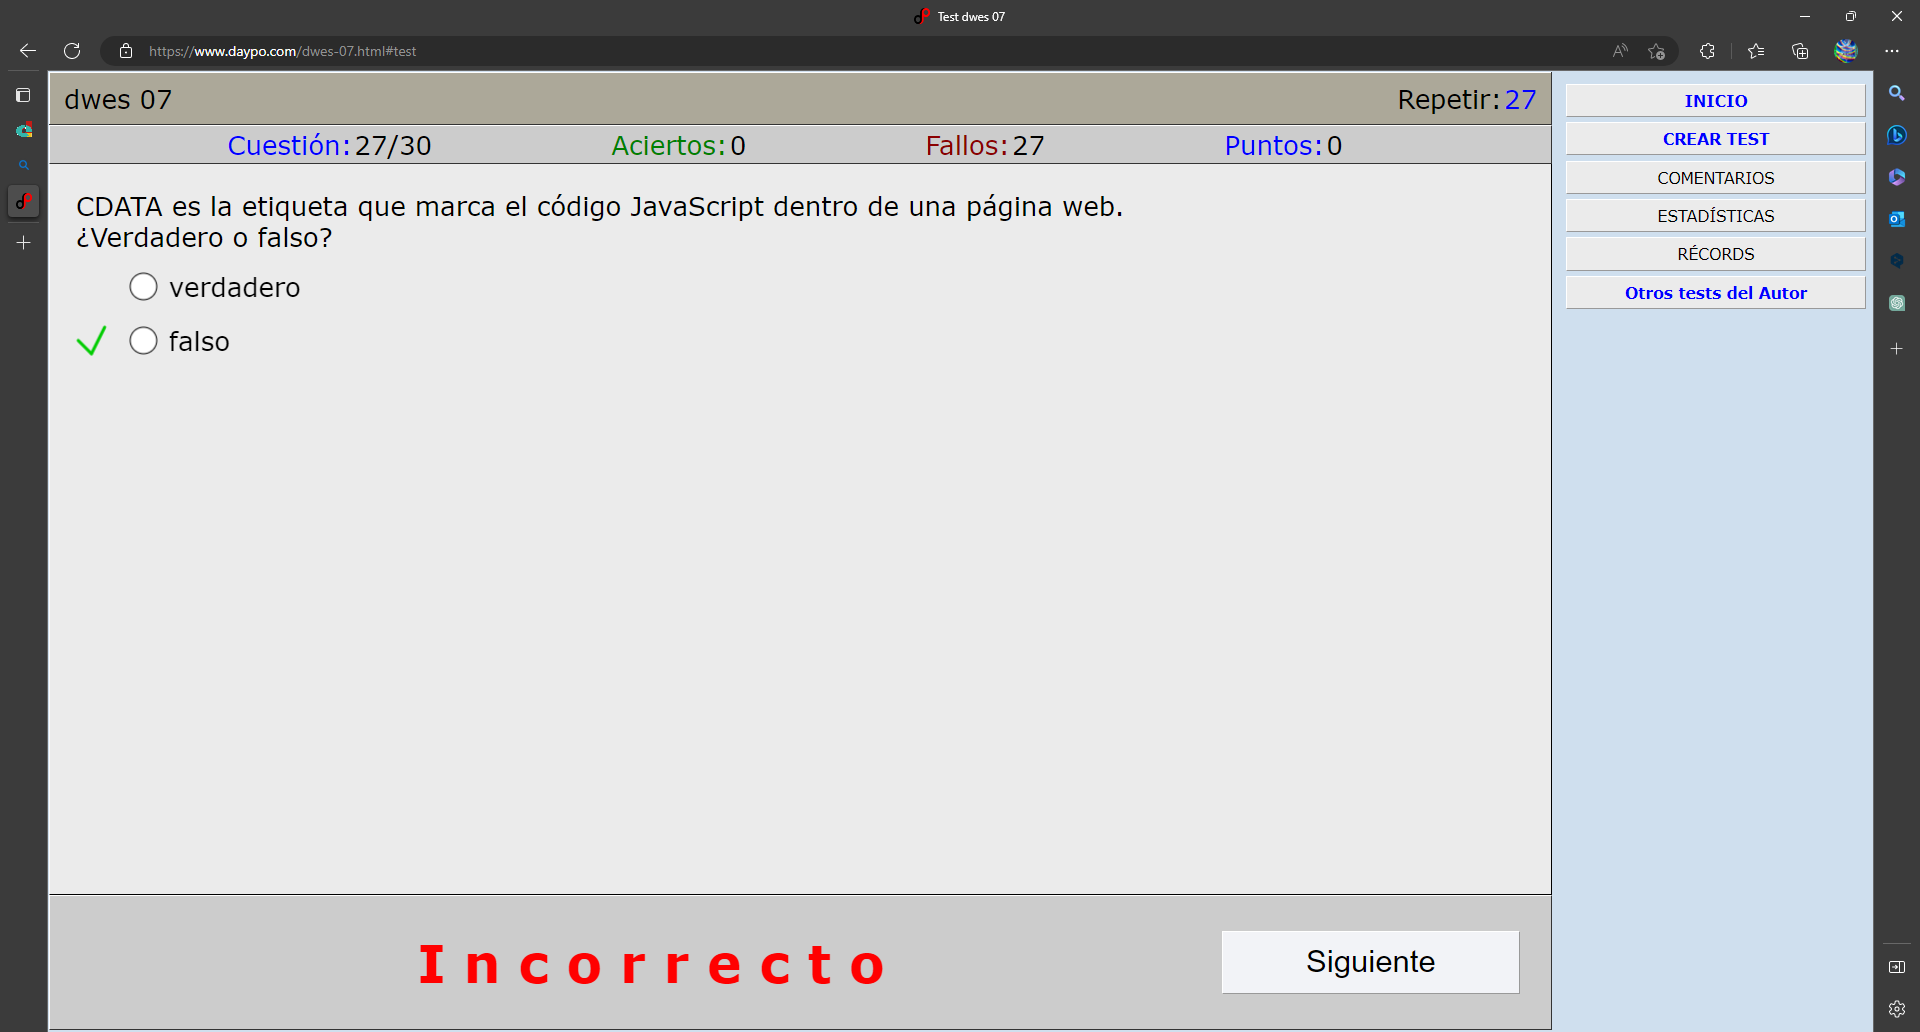 Test dwes 07
https://www.daypo.com/dwes-07.html#test
dwes 07
Repetir: 27
Cuestión: 27/30 Aciertos: 0 Fallos: 27 Puntos: 0
CDATA es la etiqueta que marca el código JavaScript dentro de una página web.
¿Verdadero o falso?
verdadero
falso
Incorrecto
Siguiente
INICIO
CREAR TEST
COMENTARIOS
ESTADÍSTICAS
RÉCORDS
Otros tests del Autor